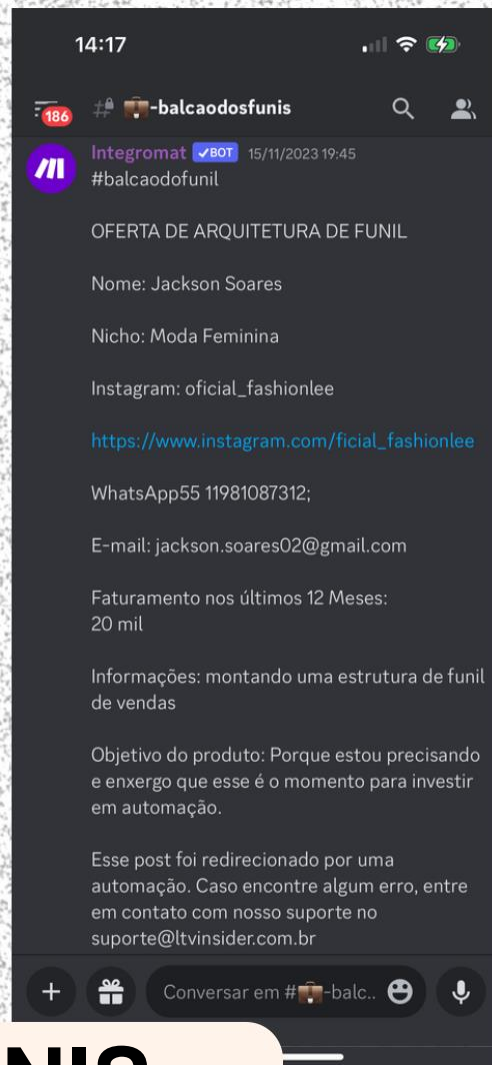 14:17
186
# 💼-balcaodosfunis
Integromat ✓BOT 15/11/2023 19:45
#balcaodofunil
OFERTA DE ARQUITETURA DE FUNIL
Nome: Jackson Soares
Nicho: Moda Feminina
Instagram: oficial_fashionlee
https://www.instagram.com/ficial_fashionlee
WhatsApp55 11981087312;
E-mail: jackson.soares02@gmail.com
Faturamento nos últimos 12 Meses:
20 mil
Informações: montando uma estrutura de funil
de vendas
Objetivo do produto: Porque estou precisando
e enxergo que esse é o momento para investir
em automação.
Esse post foi redirecionado por uma
automação. Caso encontre algum erro, entre
em contato com nosso suporte no
suporte@ltvinsider.com.br
Conversar em #💼-balc..